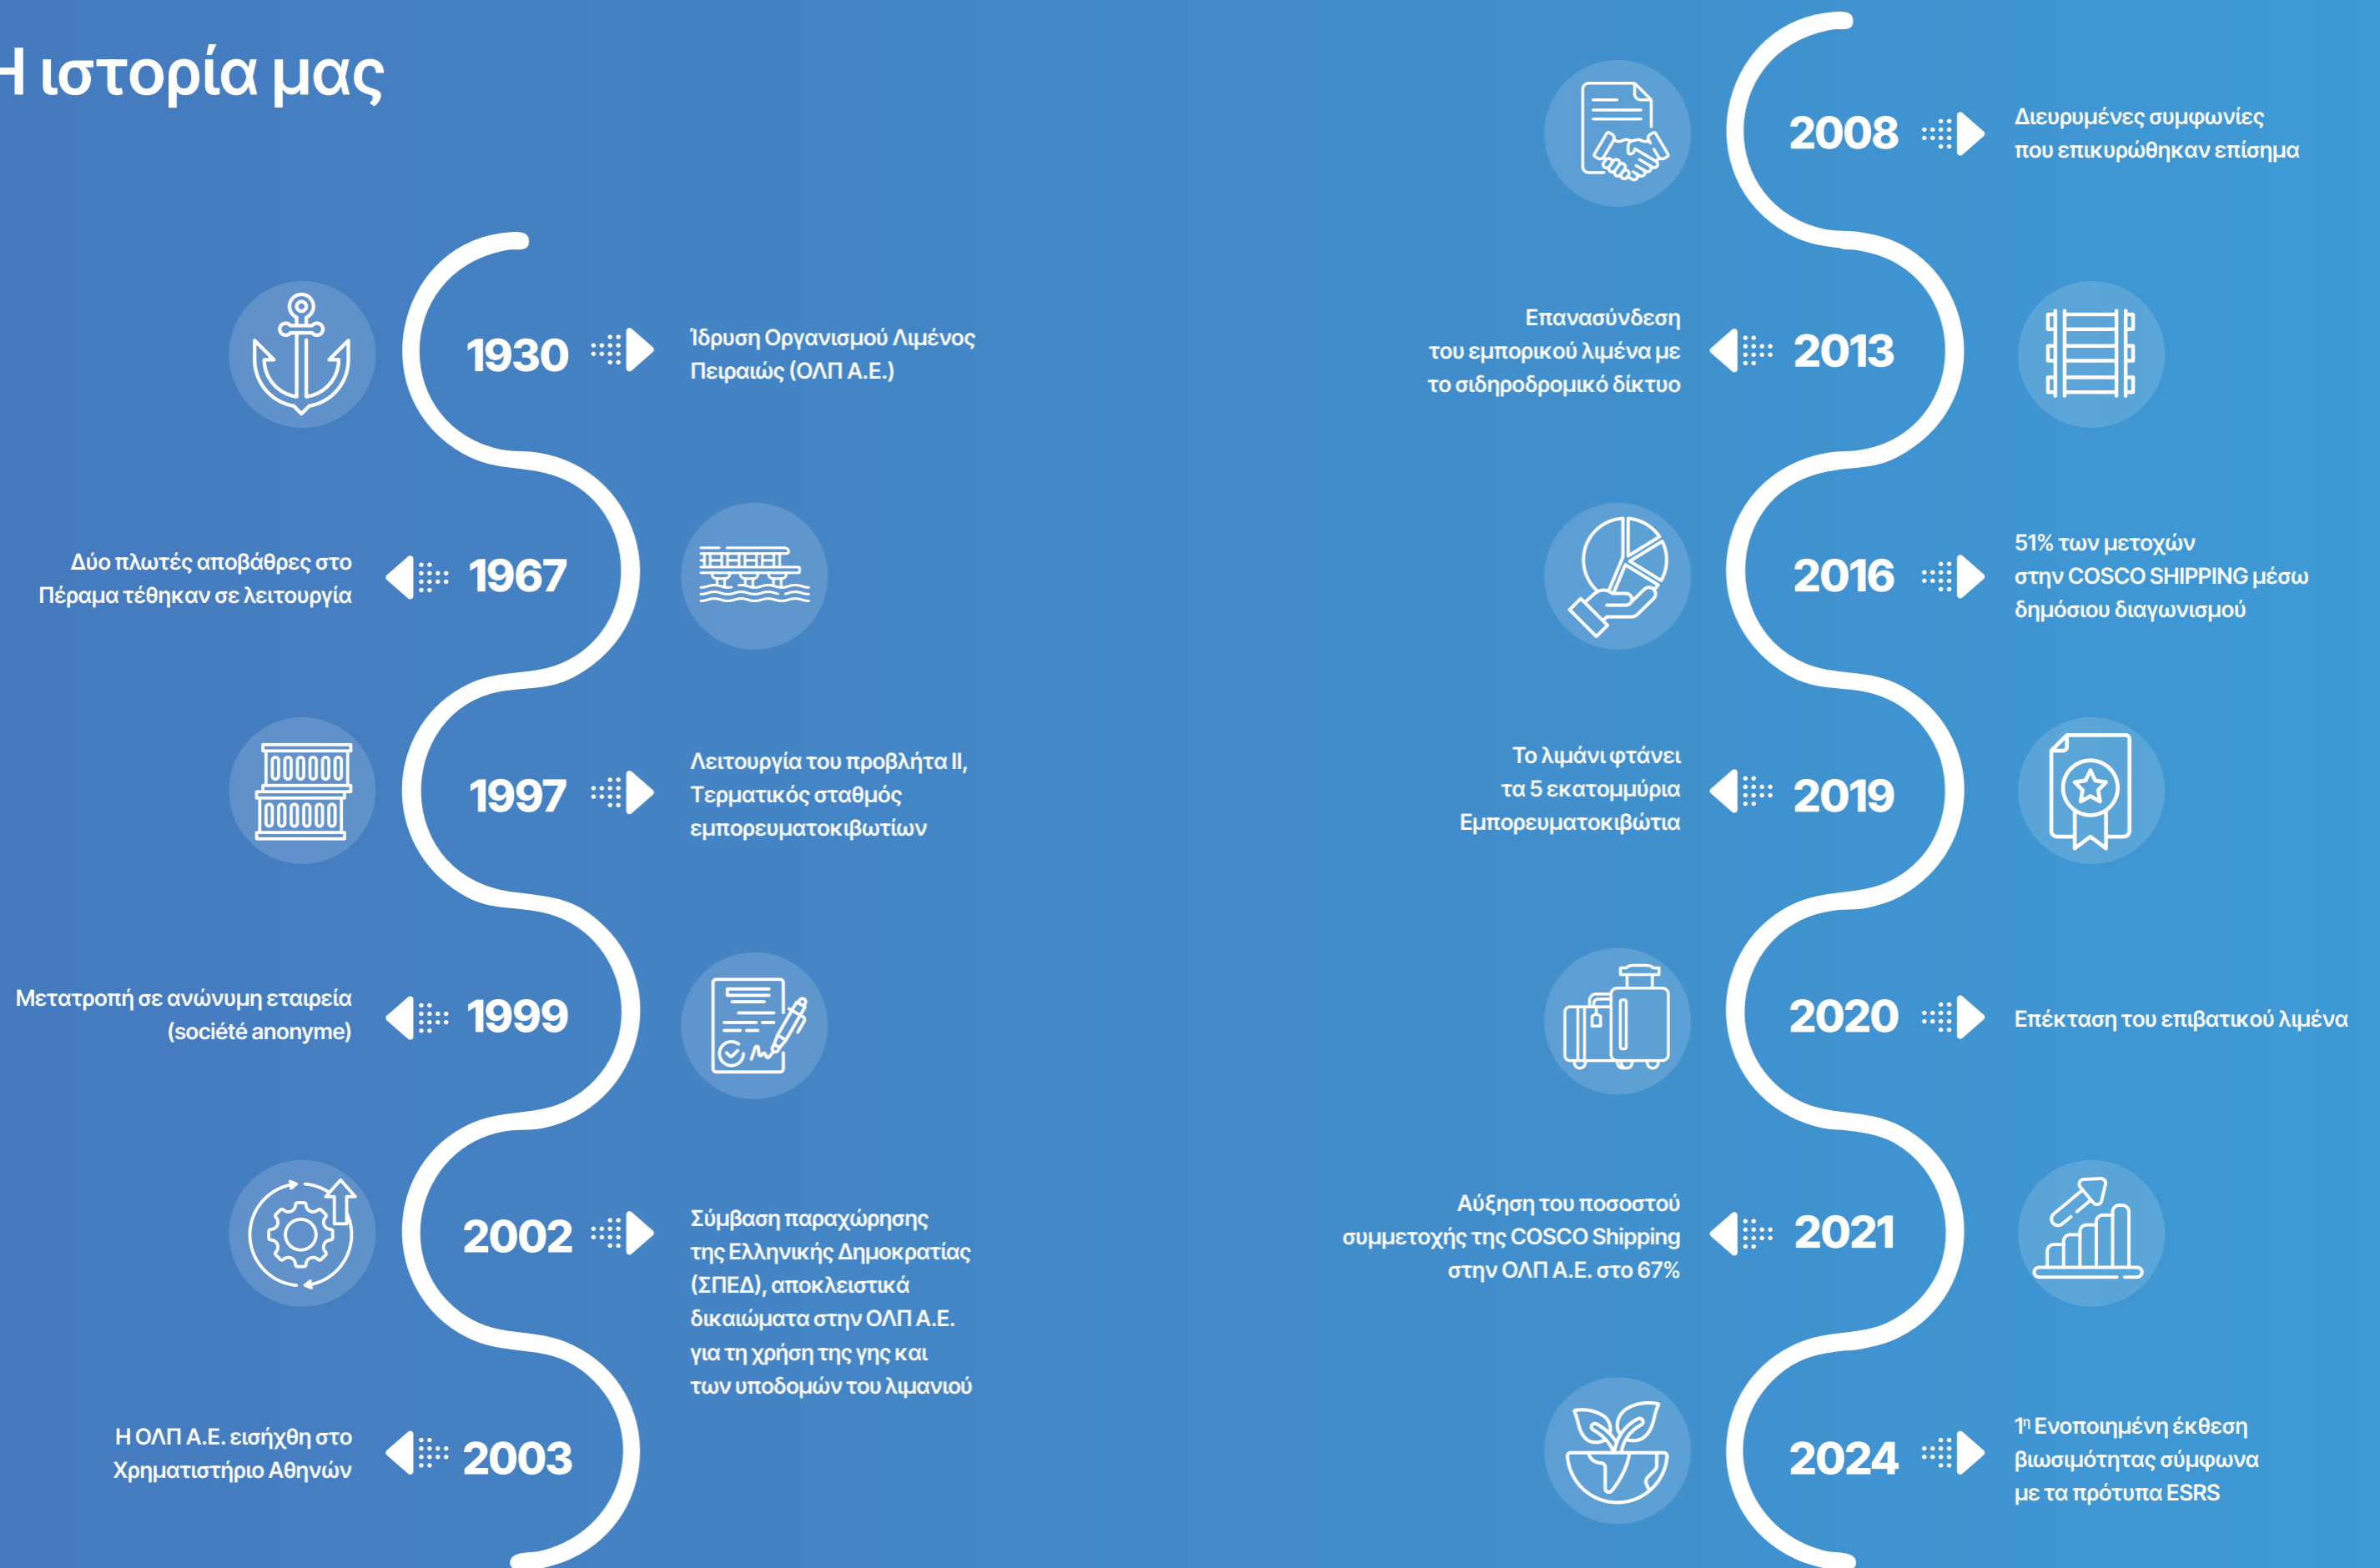 Η ιστορία μας
1930
Ίδρυση Οργανισμού Λιμένος
Πειραιώς (ΟΛΠ Α.Ε.)
Δύο πλωτές αποβάθρες στο
Πέραμα τέθηκαν σε λειτουργία
1967
1997
Λειτουργία του προβλήτα ΙΙ,
Τερματικός σταθμός
εμπορευματοκιβωτίων
Μετατροπή σε ανώνυμη εταιρεία
(société anonyme)
1999
2002
Σύμβαση παραχώρησης
της Ελληνικής Δημοκρατίας
(ΣΠΕΔ), αποκλειστικά
δικαιώματα στην ΟΛΠ Α.Ε.
για τη χρήση της γης και
των υποδομών του λιμανιού
Η ΟΛΠ Α.Ε. εισήχθη στο
Χρηματιστήριο Αθηνών
2003
2008
Διευρυμένες συμφωνίες
που επικυρώθηκαν επίσημα
Επανασύνδεση
του εμπορικού λιμένα με
το σιδηροδρομικό δίκτυο
2013
2016
51% των μετοχών
στην COSCO SHIPPING μέσω
δημόσιου διαγωνισμού
Το λιμάνι φτάνει
τα 5 εκατομμύρια
Εμπορευματοκιβώτια
2019
2020
Επέκταση του επιβατικού λιμένα
Αύξηση του ποσοστού
συμμετοχής της COSCO Shipping
στην ΟΛΠ Α.Ε. στο 67%
2021
2024
1η Ενοποιημένη έκθεση
βιωσιμότητας σύμφωνα
με τα πρότυπα ESRS